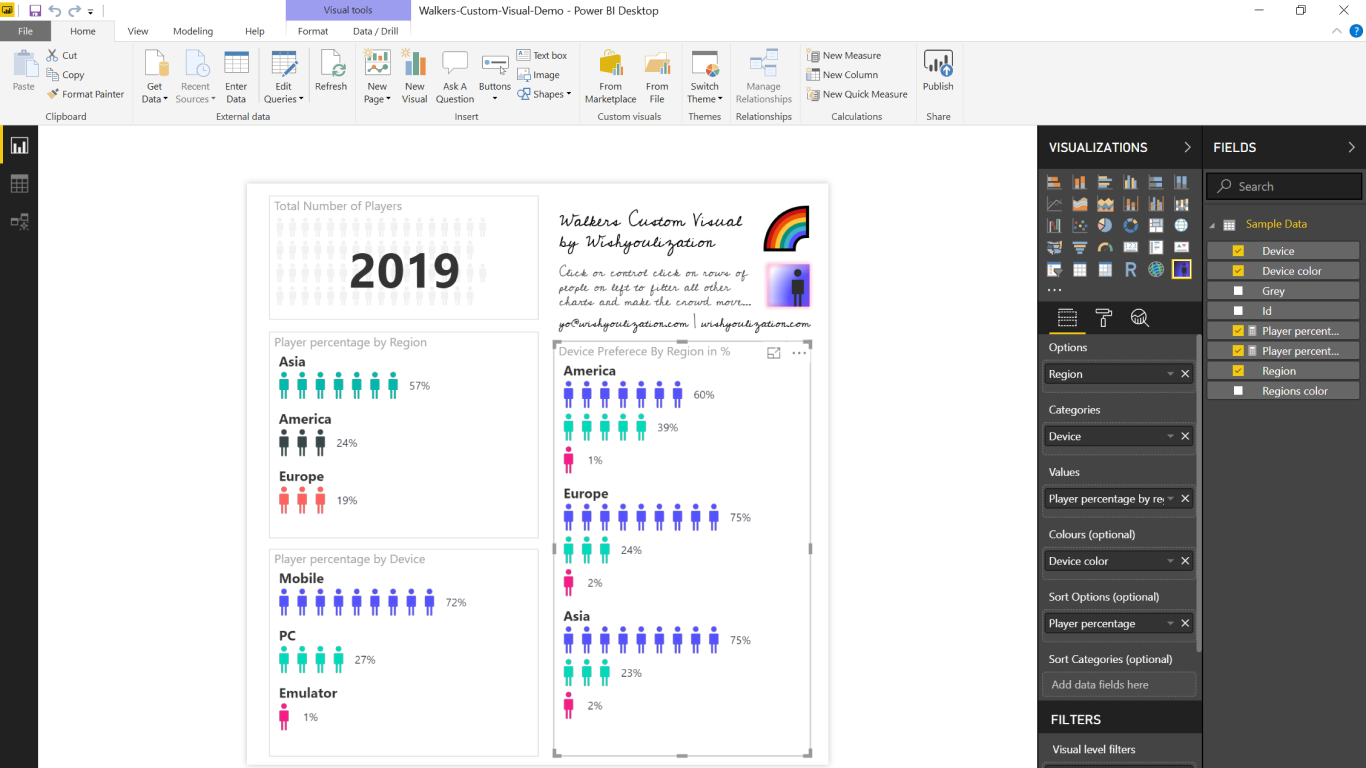 Visual tools
Walkers-Custom-Visual-Demo - Power BI Desktop
File Home View Modeling Help Format Data / Drill
Paste
Cut
Copy
Format Painter
Clipboard
Get Data
Recent Sources
Enter Data
Edit Queries
Refresh
External data
New Page
New Visual
Ask A Question
Buttons
Text box
Image
Shapes
Insert
From Marketplace
From File
Custom visuals
Switch Theme
Themes
Manage Relationships
Relationships
New Measure
New Column
New Quick Measure
Calculations
Publish
Share
Total Number of Players
2019
Walkers Custom Visual
by Wishyoulization
Click or control click on rows of
people on left to filter all other
charts and make the crowd move...
yo@wishyoulization.com | wishyoulization.com
Player percentage by Region
Asia
57%
America
24%
Europe
19%
Player percentage by Device
Mobile
72%
PC
27%
Emulator
1%
Device Preferece By Region in %
America
60%
39%
1%
Europe
75%
24%
2%
Asia
75%
23%
2%
VISUALIZATIONS
R
Options
Region
Categories
Device
Values
Player percentage by re
Colours (optional)
Device color
Sort Options (optional)
Player percentage
Sort Categories (optional)
Add data fields here
FILTERS
Visual level filters
FIELDS
Search
Sample Data
Device
Device color
Grey
Id
Player percent...
Player percent...
Region
Regions color